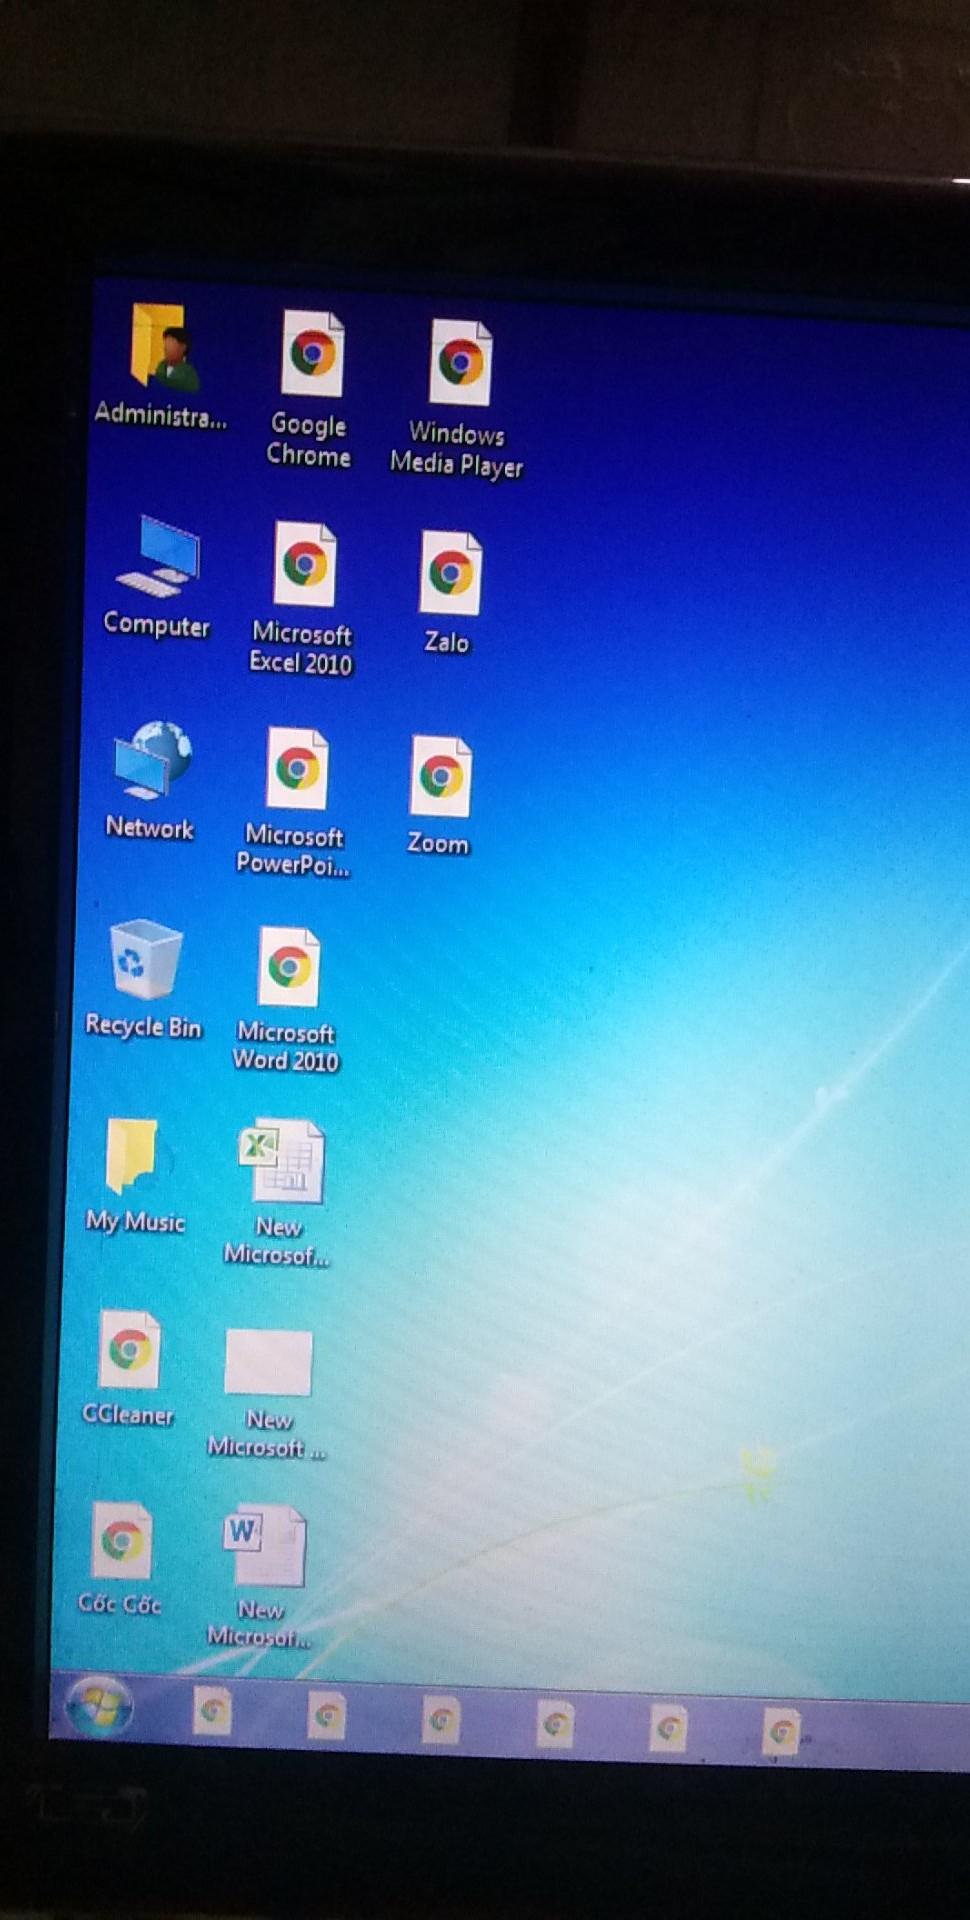 Administra...
Google
Chrome
Windows
Media Player
Computer
Microsoft
Excel 2010
Zalo
Network
Microsoft
PowerPoi...
Zoom
Recycle Bin
Microsoft
Word 2010
My Music
New
Microsof...
CCleaner
New
Microsoft ...
Cốc Cốc
New
Microsof...